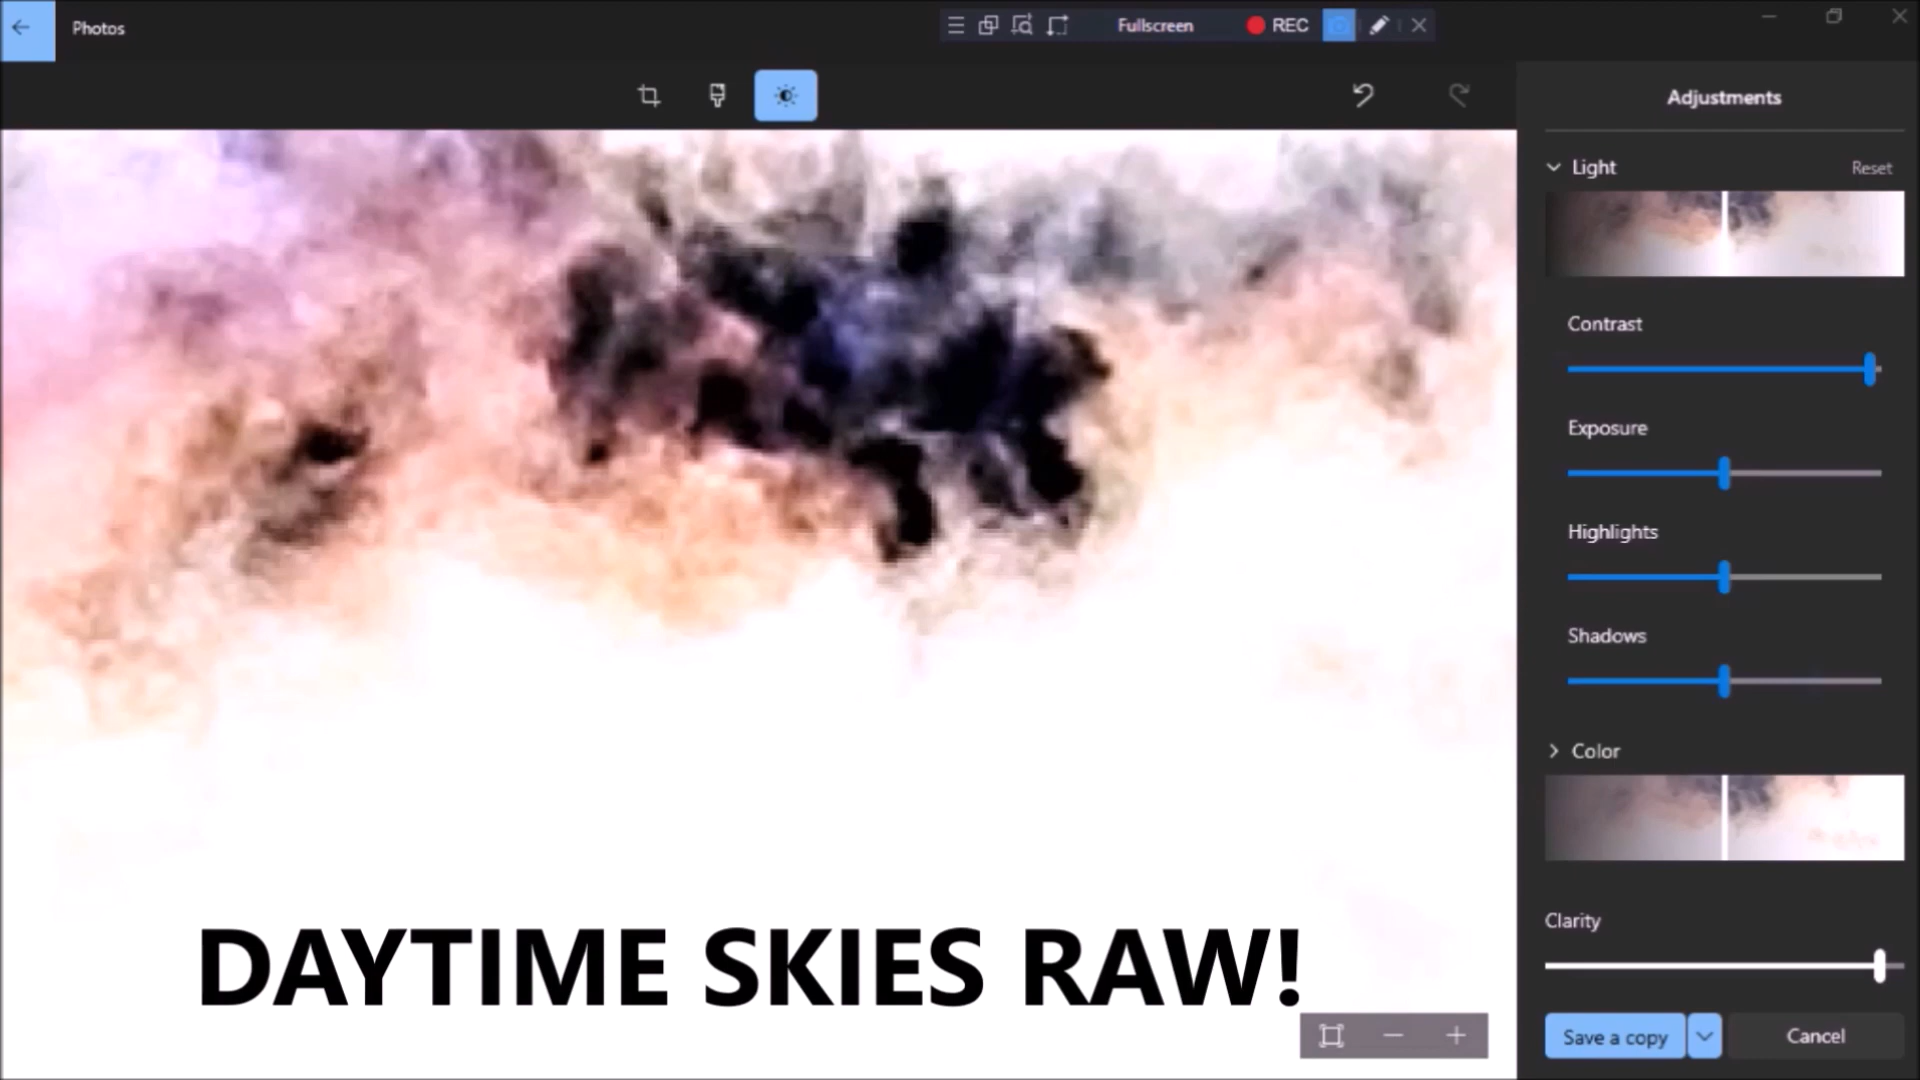 Photos
Fullscreen
REC
Adjustments
Light
Reset
Contrast
Exposure
Highlights
Shadows
Color
Clarity
DAYTIME SKIES RAW!
Save a copy
Cancel